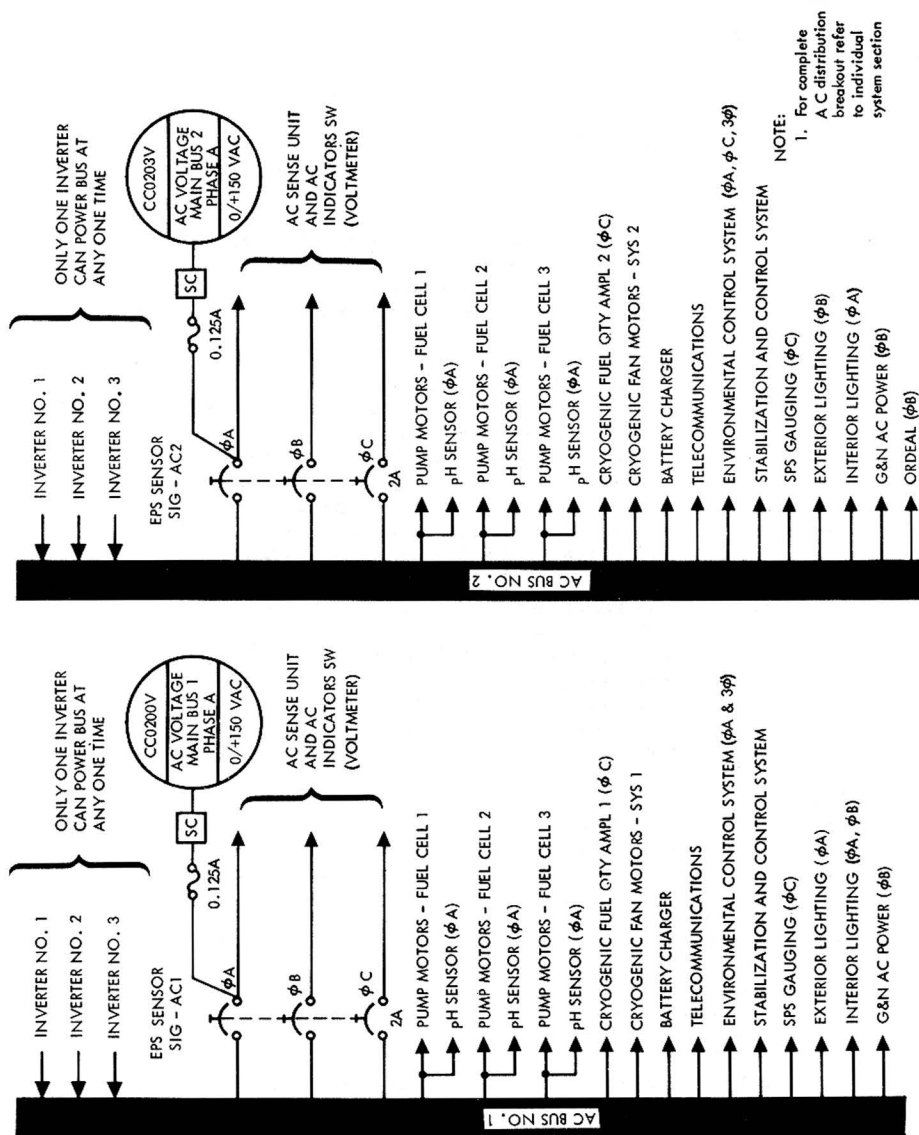 ONLY ONE INVERTER
CAN POWER BUS AT
ANY ONE TIME
INVERTER NO. 1
INVERTER NO. 2
INVERTER NO. 3
EPS SENSOR
SIG - AC1
0.125A
SC
CC0200V
AC VOLTAGE
MAIN BUS 1
PHASE A
0/+150 VAC
ϕA
ϕB
ϕC
2A
AC SENSE UNIT
AND AC
INDICATORS SW
(VOLTMETER)
PUMP MOTORS - FUEL CELL 1
pH SENSOR (ϕA)
PUMP MOTORS - FUEL CELL 2
pH SENSOR (ϕA)
PUMP MOTORS - FUEL CELL 3
pH SENSOR (ϕA)
CRYOGENIC FUEL QTY AMPL 1 (ϕC)
CRYOGENIC FAN MOTORS - SYS 1
BATTERY CHARGER
TELECOMMUNICATIONS
ENVIRONMENTAL CONTROL SYSTEM (ϕA & 3ϕ)
STABILIZATION AND CONTROL SYSTEM
SPS GAUGING (ϕC)
EXTERIOR LIGHTING (ϕA)
INTERIOR LIGHTING (ϕA, ϕB)
G&N AC POWER (ϕB)
AC BUS NO. 1
ONLY ONE INVERTER
CAN POWER BUS AT
ANY ONE TIME
INVERTER NO. 1
INVERTER NO. 2
INVERTER NO. 3
EPS SENSOR
SIG - AC2
0.125A
SC
CC0203V
AC VOLTAGE
MAIN BUS 2
PHASE A
0/+150 VAC
ϕA
ϕB
ϕC
2A
AC SENSE UNIT
AND AC
INDICATORS SW
(VOLTMETER)
PUMP MOTORS - FUEL CELL 1
pH SENSOR (ϕA)
PUMP MOTORS - FUEL CELL 2
pH SENSOR (ϕA)
PUMP MOTORS - FUEL CELL 3
pH SENSOR (ϕA)
CRYOGENIC FUEL QTY AMPL 2 (ϕC)
CRYOGENIC FAN MOTORS - SYS 2
BATTERY CHARGER
TELECOMMUNICATIONS
ENVIRONMENTAL CONTROL SYSTEM (ϕA, ϕC, 3ϕ)
STABILIZATION AND CONTROL SYSTEM
SPS GAUGING (ϕC)
EXTERIOR LIGHTING (ϕB)
INTERIOR LIGHTING (ϕA)
G&N AC POWER (ϕB)
ORDEAL (ϕB)
AC BUS NO. 2
NOTE:
1. For complete
A C distribution
breakout refer
to individual
system section